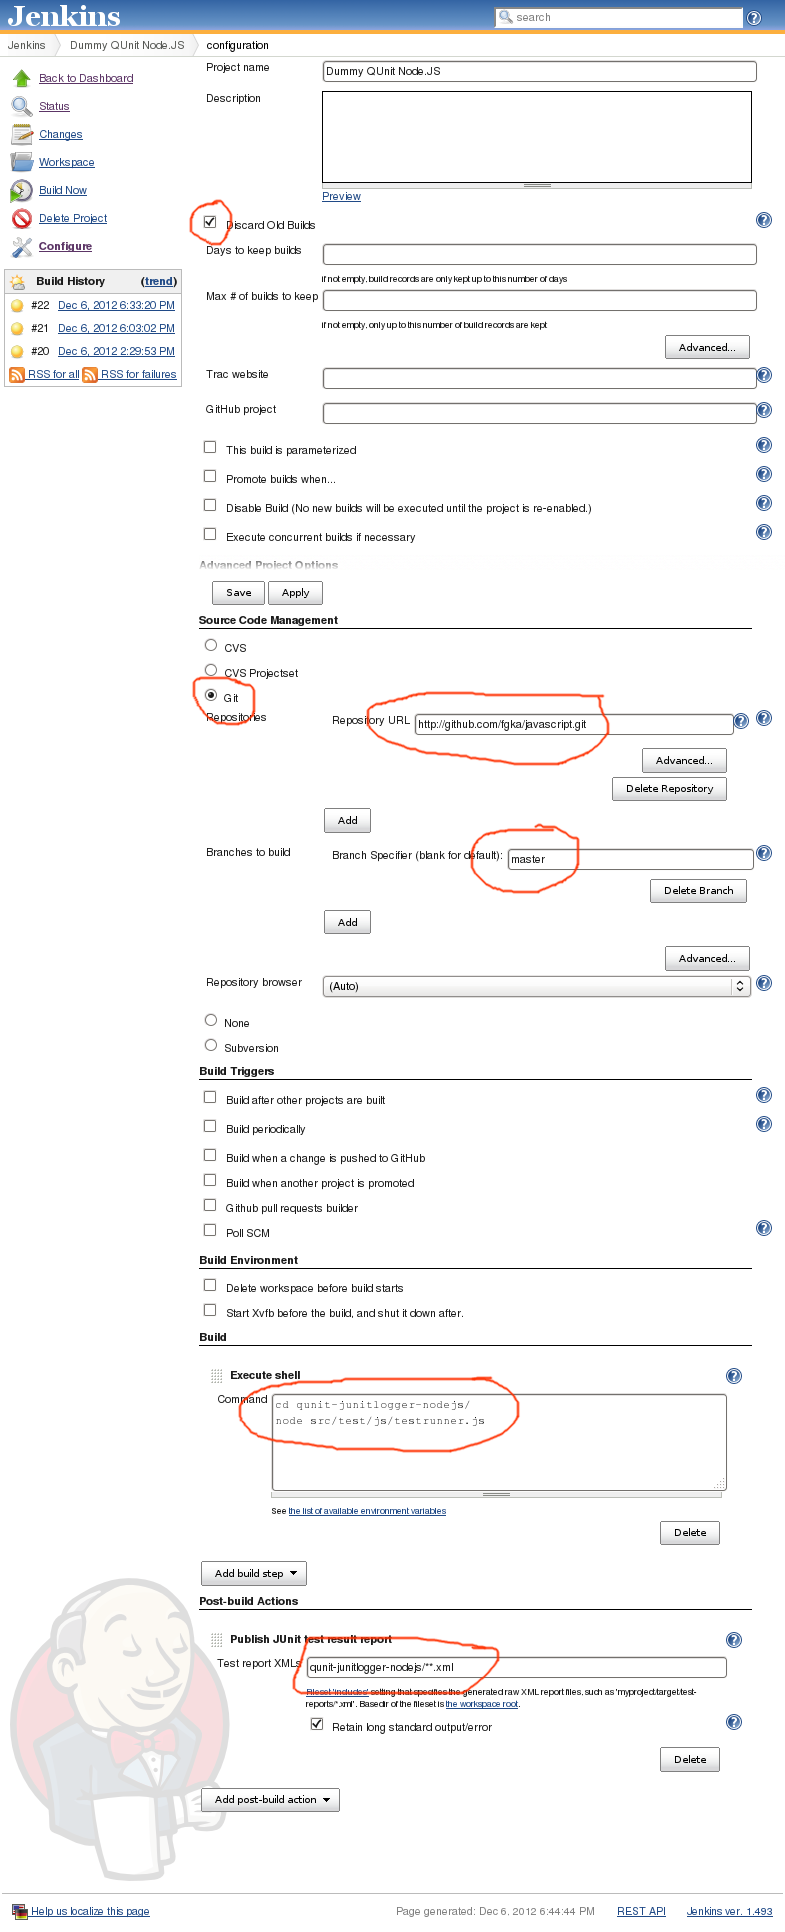 Jenkins
search
Jenkins Dummy QUnit Node.JS configuration
Back to Dashboard
Status
Changes
Workspace
Build Now
Delete Project
Configure
Build History (trend)
#22 Dec 6, 2012 6:33:20 PM
#21 Dec 6, 2012 6:03:02 PM
#20 Dec 6, 2012 2:29:53 PM
RSS for all RSS for failures
Project name Dummy QUnit Node.JS
Description
Preview
Discard Old Builds
Days to keep builds
if not empty, build records are only kept up to this number of days
Max # of builds to keep
if not empty, only up to this number of build records are kept
Advanced...
Trac website
GitHub project
This build is parameterized
Promote builds when...
Disable Build (No new builds will be executed until the project is re-enabled.)
Execute concurrent builds if necessary
Advanced Project Options
Save Apply
Source Code Management
CVS
CVS Projectset
Git
Repositories Repository URL http://github.com/fgka/javascript.git
Advanced...
Delete Repository
Add
Branches to build Branch Specifier (blank for default): master
Delete Branch
Add
Advanced...
Repository browser (Auto)
None
Subversion
Build Triggers
Build after other projects are built
Build periodically
Build when a change is pushed to GitHub
Build when another project is promoted
Github pull requests builder
Poll SCM
Build Environment
Delete workspace before build starts
Start Xvfb before the build, and shut it down after.
Build
Execute shell
Command cd qunit-junitlogger-nodejs/
node src/test/js/testrunner.js
See the list of available environment variables
Delete
Add build step
Post-build Actions
Publish JUnit test result report
Test report XMLs qunit-junitlogger-nodejs/**.xml
Fileset 'includes' setting that specifies the generated raw XML report files, such as 'myproject/target/test-
reports/*.xml'. Basedir of the fileset is the workspace root.
Retain long standard output/error
Delete
Add post-build action
Help us localize this page Page generated: Dec 6, 2012 6:44:44 PM REST API Jenkins ver. 1.493